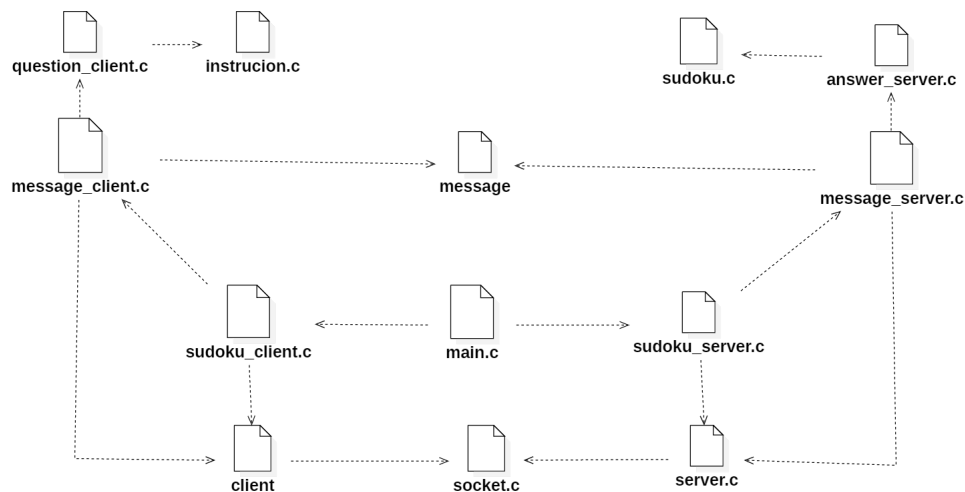 question_client.c
instrucion.c
sudoku.c
answer_server.c
message_client.c
message
message_server.c
sudoku_client.c
main.c
sudoku_server.c
client
socket.c
server.c